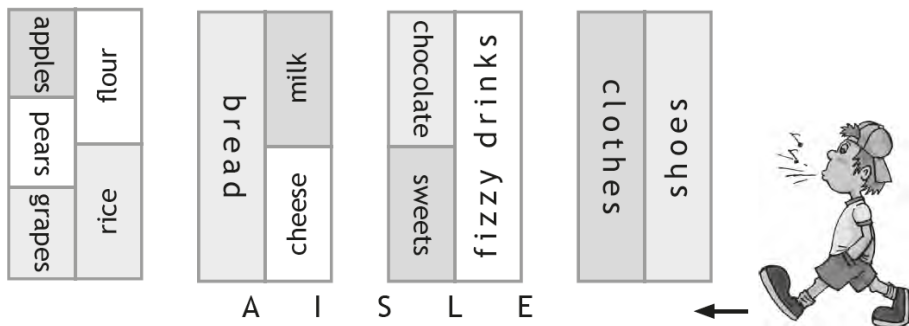 apples
pears
grapes
flour
rice
bread
milk
cheese
chocolate
sweets
fizzy drinks
clothes
shoes
A I S L E